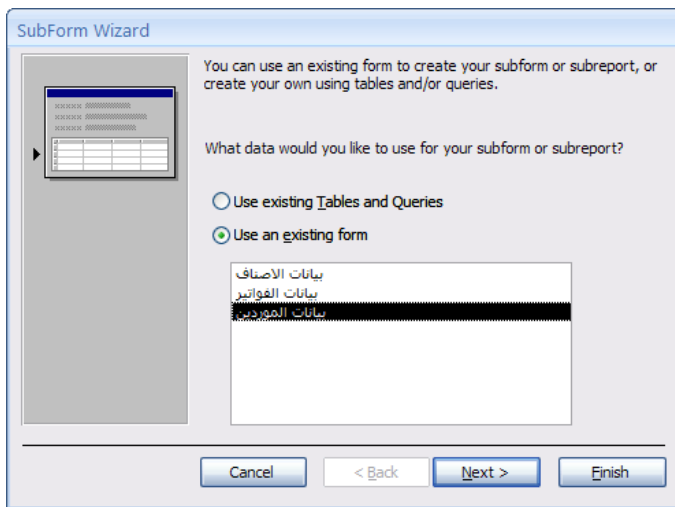 SubForm Wizard
You can use an existing form to create your subform or subreport, or
create your own using tables and/or queries.
What data would you like to use for your subform or subreport?
Use existing Tables and Queries
Use an existing form
بيانات الاصناف
بيانات الفواتير
بيانات الموردين
Cancel
< Back
Next >
Finish